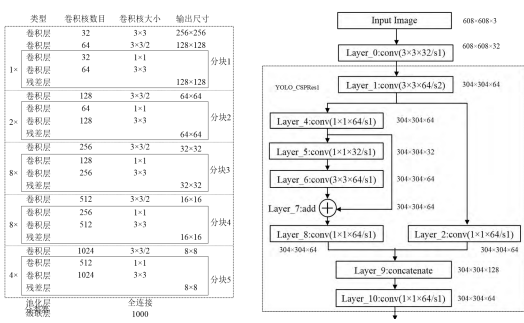 类型 卷积核数目 卷积核大小 输出尺寸
卷积层 32 3×3 256×256
卷积层 64 3×3/2 128×128
卷积层 32 1×1
1× 卷积层 64 3×3
残差层 128×128
分块1
卷积层 128 3×3/2 64×64
卷积层 64 1×1
2× 卷积层 128 3×3
残差层 64×64
分块2
卷积层 256 3×3/2 32×32
卷积层 128 1×1
8× 卷积层 256 3×3
残差层 32×32
分块3
卷积层 512 3×3/2 16×16
卷积层 256 1×1
8× 卷积层 512 3×3
残差层 16×16
分块4
卷积层 1024 3×3/2 8×8
卷积层 512 1×1
4× 卷积层 1024 3×3
残差层 8×8
分块5
池化层 全连接
1000
Input Image 608×608×3
Layer_0:conv(3×3×32/s1) 608×608×32
YOLO_CSPRes1
Layer_1:conv(3×3×64/s2) 304×304×64
Layer_4:conv(1×1×64/s1) 304×304×64
Layer_5:conv(1×1×32/s1) 304×304×32
Layer_6:conv(3×3×64/s1) 304×304×64
Layer_7:add 304×304×64
Layer_8:conv(1×1×64/s1) Layer_2:conv(1×1×64/s1)
304×304×64 304×304×64
Layer_9:concatenate 304×304×128
Layer_10:conv(1×1×64/s1) 304×304×64